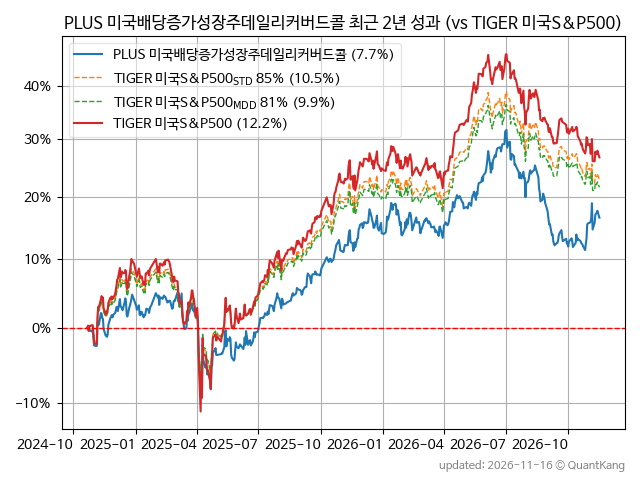 PLUS 미국배당증가성장주데일리커버드콜 최근 2년 성과 (vs TIGER 미국S&P500)
PLUS 미국배당증가성장주데일리커버드콜 (7.7%)
TIGER 미국S&P500STD 85% (10.5%)
TIGER 미국S&P500MDD 81% (9.9%)
TIGER 미국S&P500 (12.2%)
40%
30%
20%
10%
0%
−10%
2024-10 2025-01 2025-04 2025-07 2025-10 2026-01 2026-04 2026-07 2026-10
updated: 2026-11-16 © QuantKang